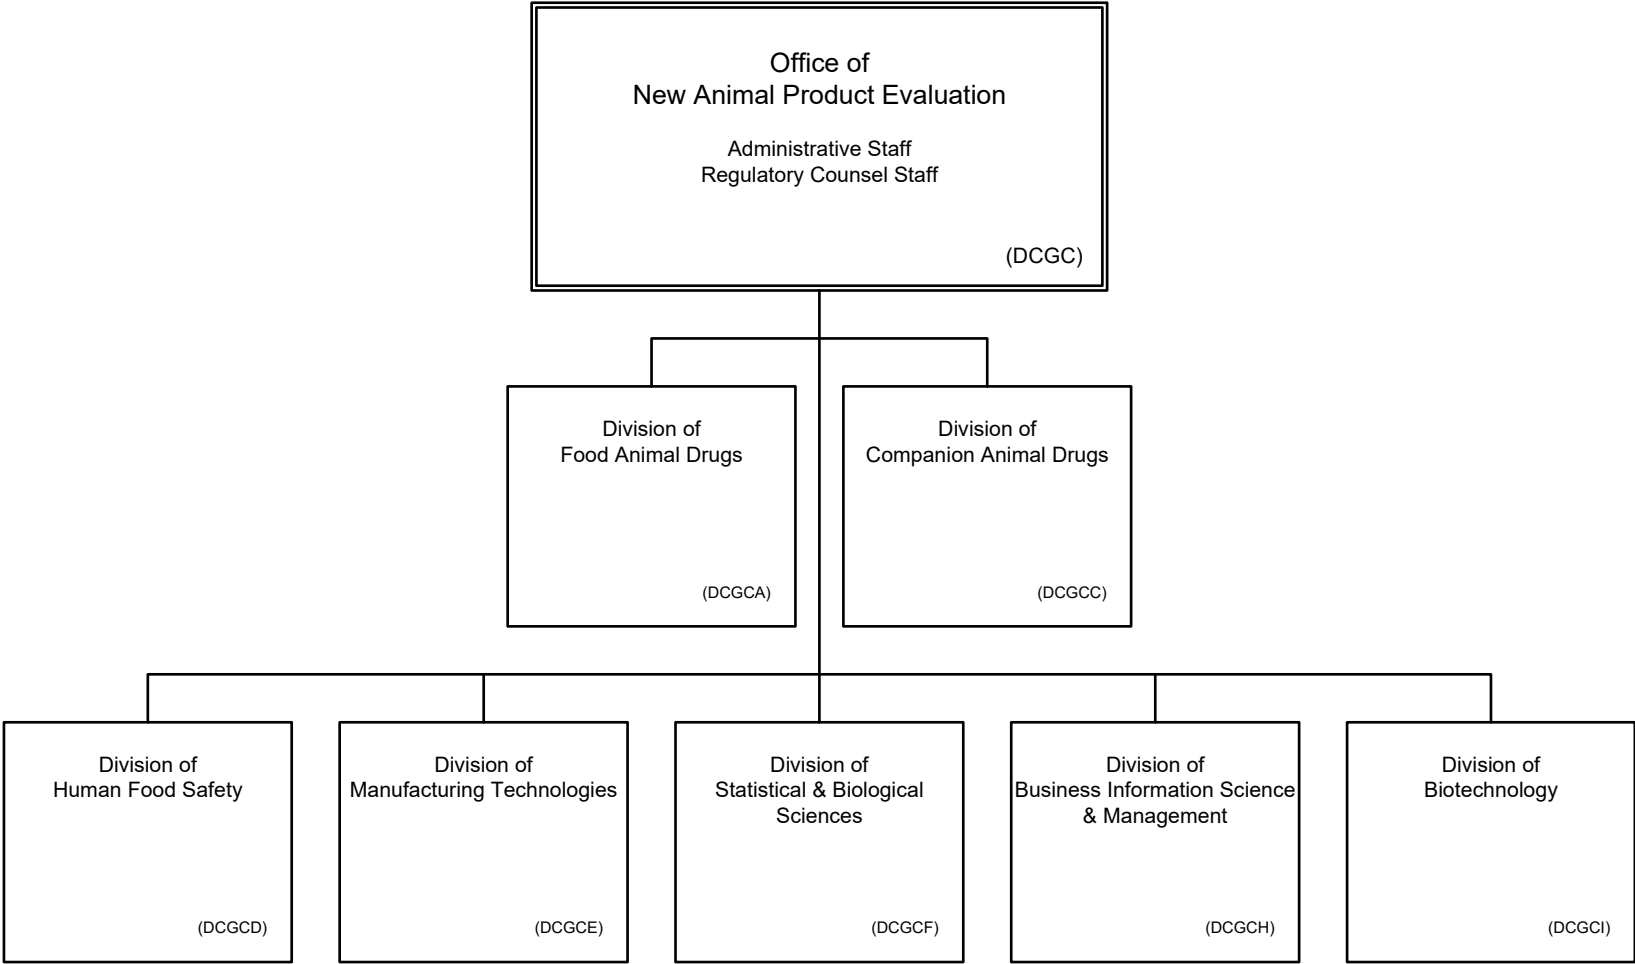 Office of
New Animal Product Evaluation
Administrative Staff
Regulatory Counsel Staff
(DCGC)
Division of
Food Animal Drugs
(DCGCA)
Division of
Companion Animal Drugs
(DCGCC)
Division of
Human Food Safety
(DCGCD)
Division of
Manufacturing Technologies
(DCGCE)
Division of
Statistical & Biological
Sciences
(DCGCF)
Division of
Business Information Science
& Management
(DCGCH)
Division of
Biotechnology
(DCGCI)